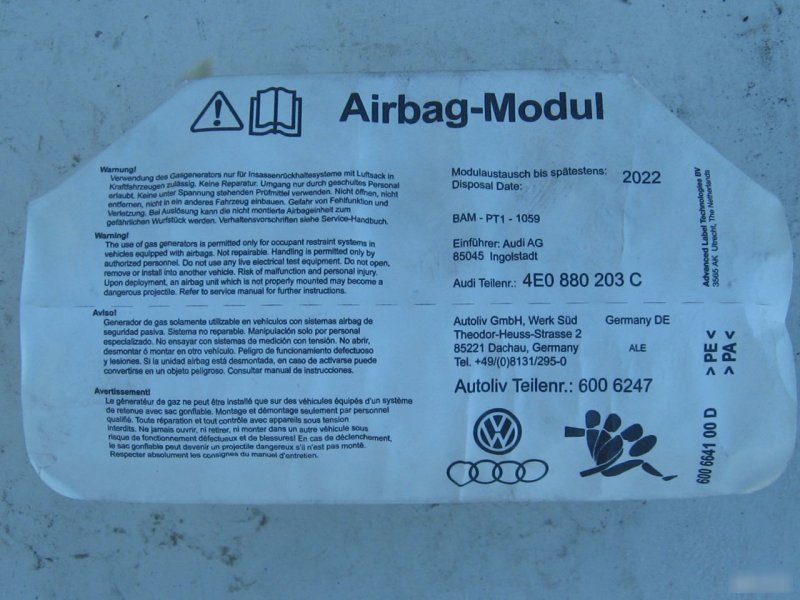 Airbag-Modul
Warnung!
Verwendung des Gasgenerators nur für Insassenrückhaltesysteme mit Luftsack in
Kraftfahrzeugen zulässig. Keine Reparatur. Umgang nur durch geschultes Personal
erlaubt. Keine unter Spannung stehenden Prüfmittel verwenden. Nicht öffnen, nicht
entfernen, nicht in ein anderes Fahrzeug einbauen. Gefahr von Fehlfunktion und
Verletzung. Bei Auslösung kann die nicht montierte Airbageinheit zum
gefährlichen Wurfstück werden. Verhaltensvorschriften siehe Service-Handbuch.
Warning!
The use of gas generators is permitted only for occupant restraint systems in
vehicles equipped with airbags. Not repairable. Handling is permitted only by
authorized personnel. Do not use any live electrical test equipment. Do not open,
remove or install into another vehicle. Risk of malfunction and personal injury.
Upon deployment, an airbag unit which is not properly mounted may become a
dangerous projectile. Refer to service manual for further instructions.
Aviso!
Generador de gas solamente utilizable en vehículos con sistemas airbag de
seguridad pasiva. Sistema no reparable. Manipulación solo por personal
especializado. No ensayar con sistemas de medición con tensión. No abrir,
desmontar ó montar en otro vehículo. Peligro de funcionamiento defectuoso
y lesiones. Si la unidad airbag está desmontada, en caso de activarse puede
convertirse en un objeto peligroso. Consultar manual de instrucciones.
Avertissement!
Le générateur de gaz ne peut être installé que sur des véhicules équipés d'un système
de retenue avec sac gonflable. Montage et démontage seulement par personnel
qualifié. Toute réparation et tout contrôle avec appareils sous tension
interdits. Ne jamais ouvrir, ni retirer, ni monter dans un autre véhicule sous
risque de fonctionnement défectueux et de blessures! En cas de déclenchement,
le sac gonflable peut devenir un projectile dangereux s'il n'est pas monté.
Respecter absolument les consignes du manuel d'entretien.
Modulaustausch bis spätestens: 2022
Disposal Date:
BAM - PT1 - 1059
Einführer: Audi AG
85045 Ingolstadt
Audi Teilenr.: 4E0 880 203 C
Autoliv GmbH, Werk Süd Germany DE
Theodor-Heuss-Strasse 2
85221 Dachau, Germany ALE
Tel. +49/(0)8131/295-0
Autoliv Teilenr.: 600 6247
Advanced Label Technologies BV
3565 AK Utrecht, The Netherlands
> PE <
> PA <
600 6641 00 D